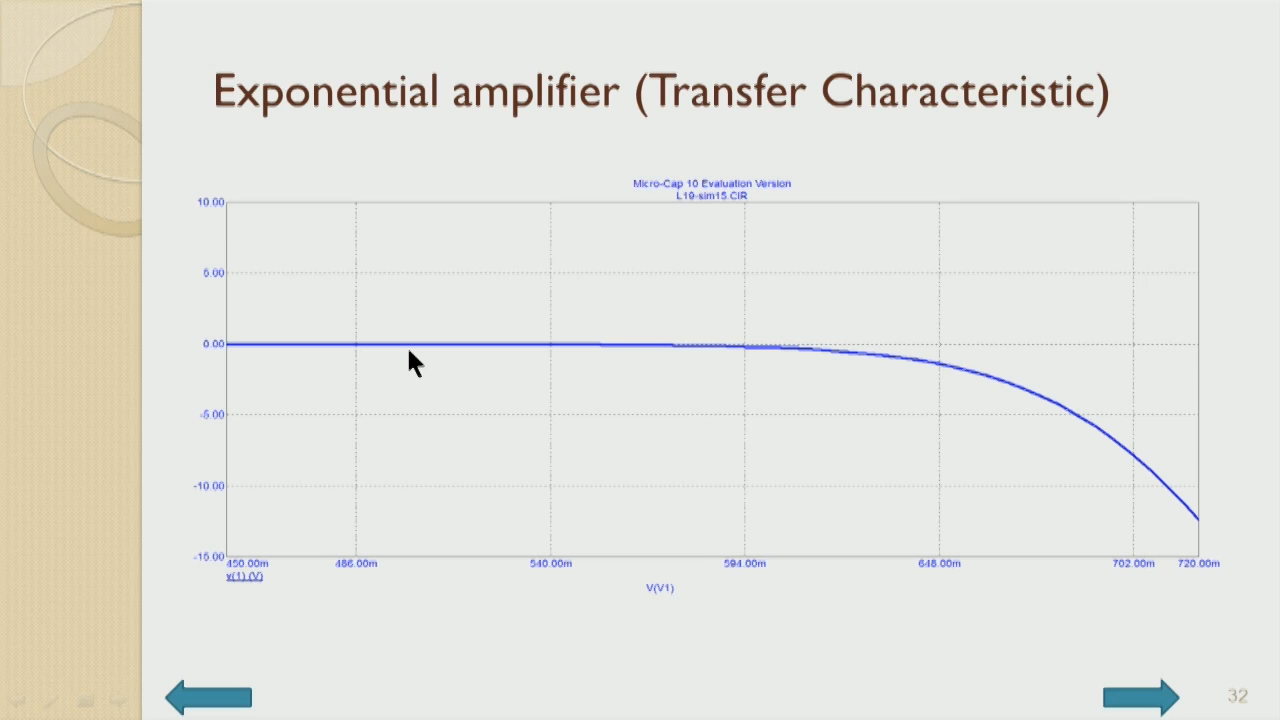 Exponential amplifier (Transfer Characteristic)
Micro-Cap 10 Evaluation Version
L19-sim15.CIR
10.00
5.00
0.00
-5.00
-10.00
-15.00
450.00m 486.00m 540.00m 594.00m 648.00m 702.00m 720.00m
v(1) (V)
V(V1)
32